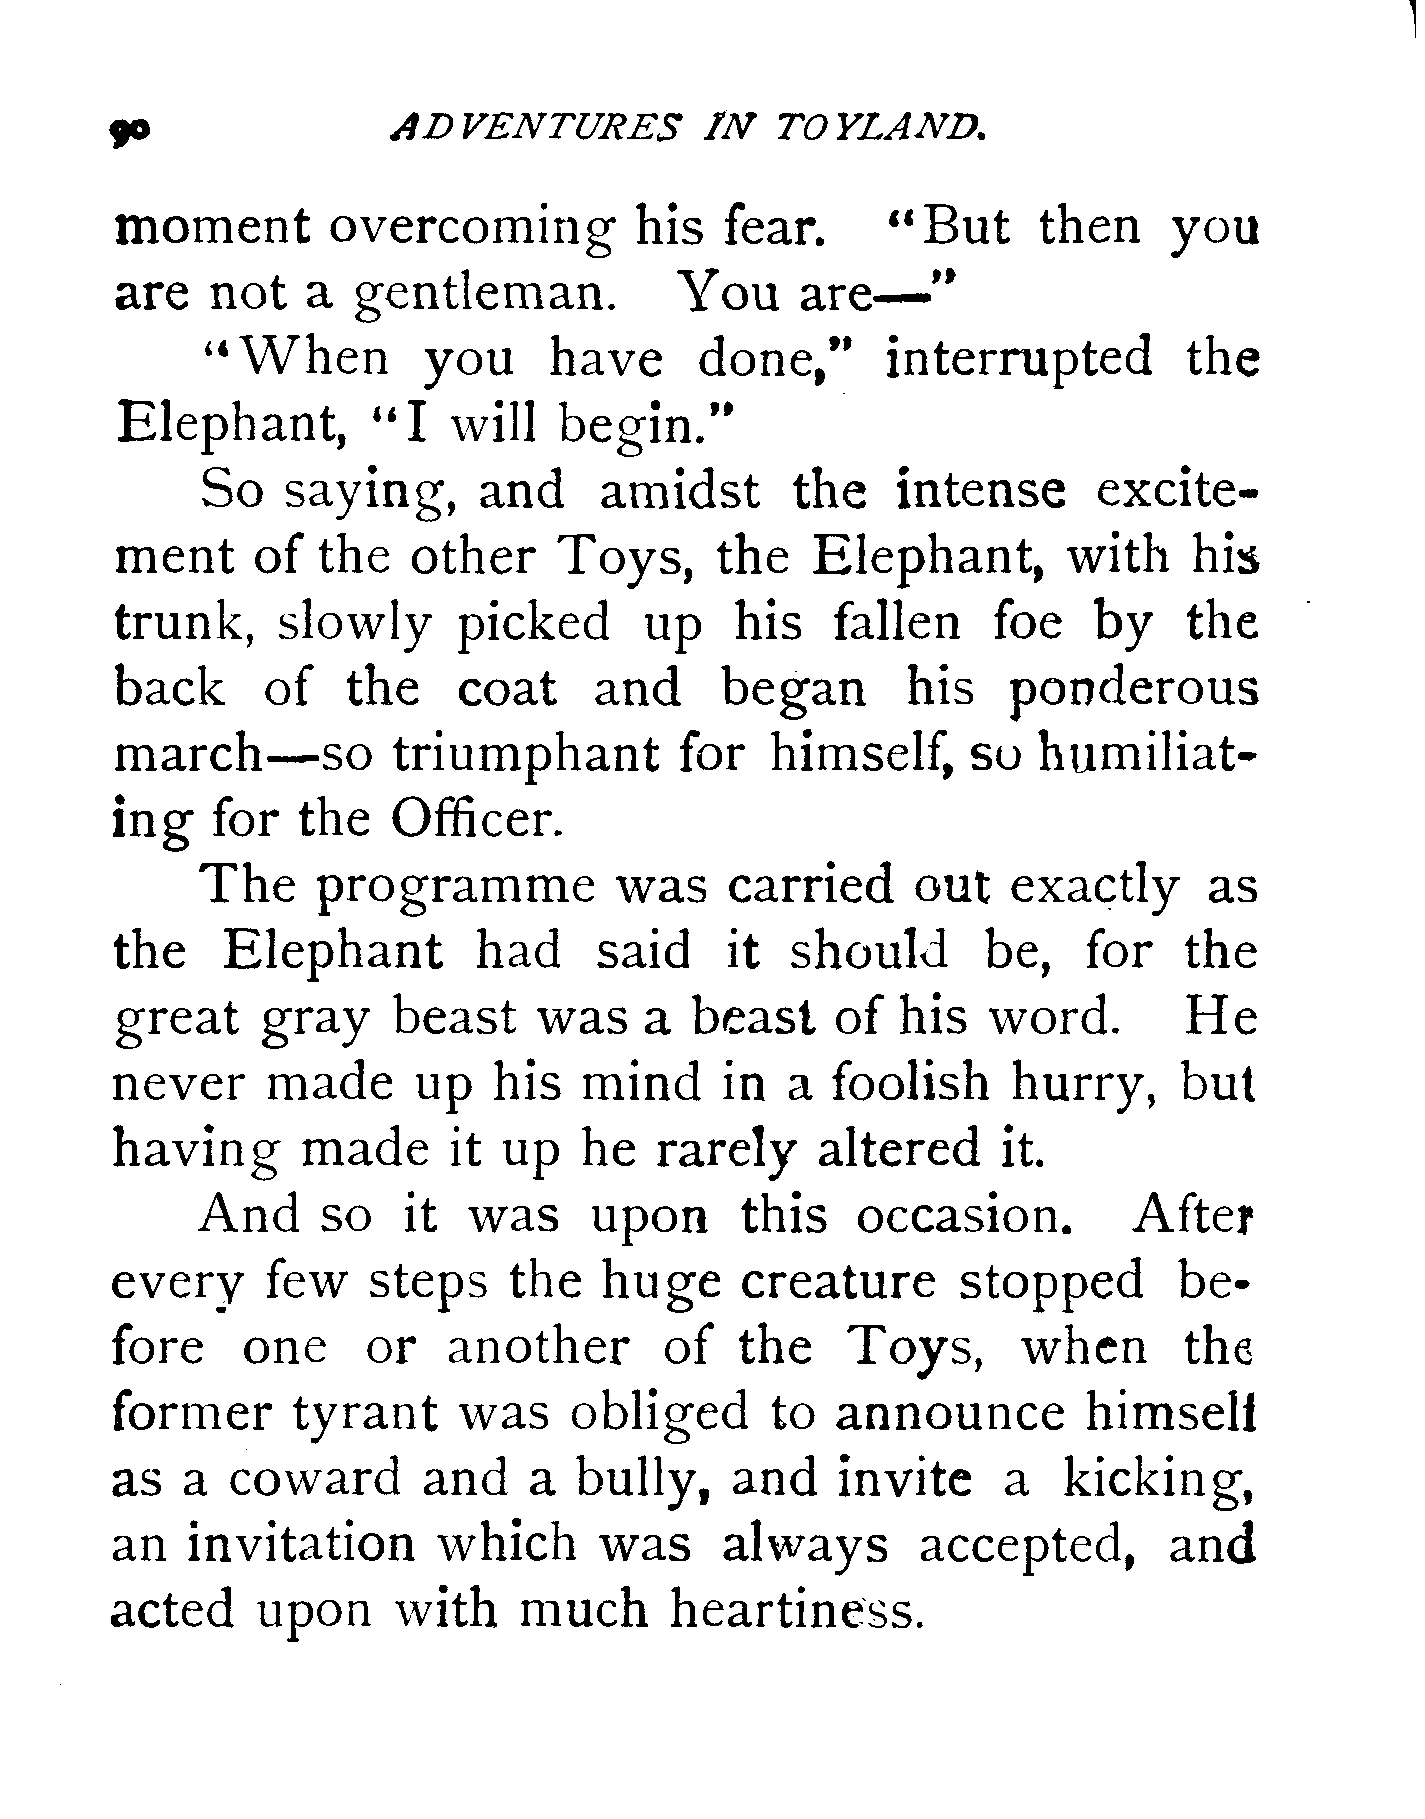 90 ADVENTURES IN TOYLAND.
moment overcoming his fear. "But then you
are not a gentleman. You are—"
"When you have done," interrupted the
Elephant, "I will begin."
So saying, and amidst the intense excite-
ment of the other Toys, the Elephant, with his
trunk, slowly picked up his fallen foe by the
back of the coat and began his ponderous
march—so triumphant for himself, so humiliat-
ing for the Officer.
The programme was carried out exactly as
the Elephant had said it should be, for the
great gray beast was a beast of his word. He
never made up his mind in a foolish hurry, but
having made it up he rarely altered it.
And so it was upon this occasion. After
every few steps the huge creature stopped be-
fore one or another of the Toys, when the
former tyrant was obliged to announce himself
as a coward and a bully, and invite a kicking,
an invitation which was always accepted, and
acted upon with much heartiness.